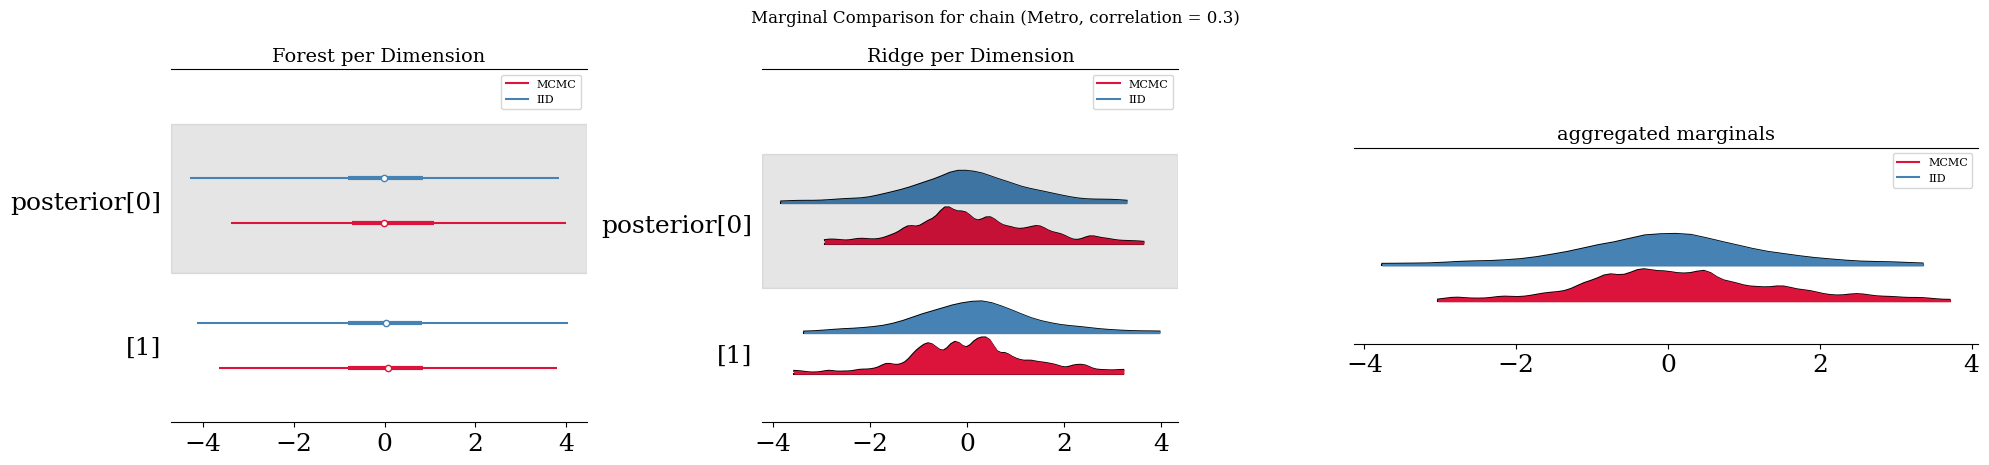 Marginal Comparison for chain (Metro, correlation = 0.3)
Forest per Dimension
MCMC
IID
posterior[0]
[1]
−4 −2 0 2 4
Ridge per Dimension
MCMC
IID
posterior[0]
[1]
−4 −2 0 2 4
aggregated marginals
MCMC
IID
−4 −2 0 2 4